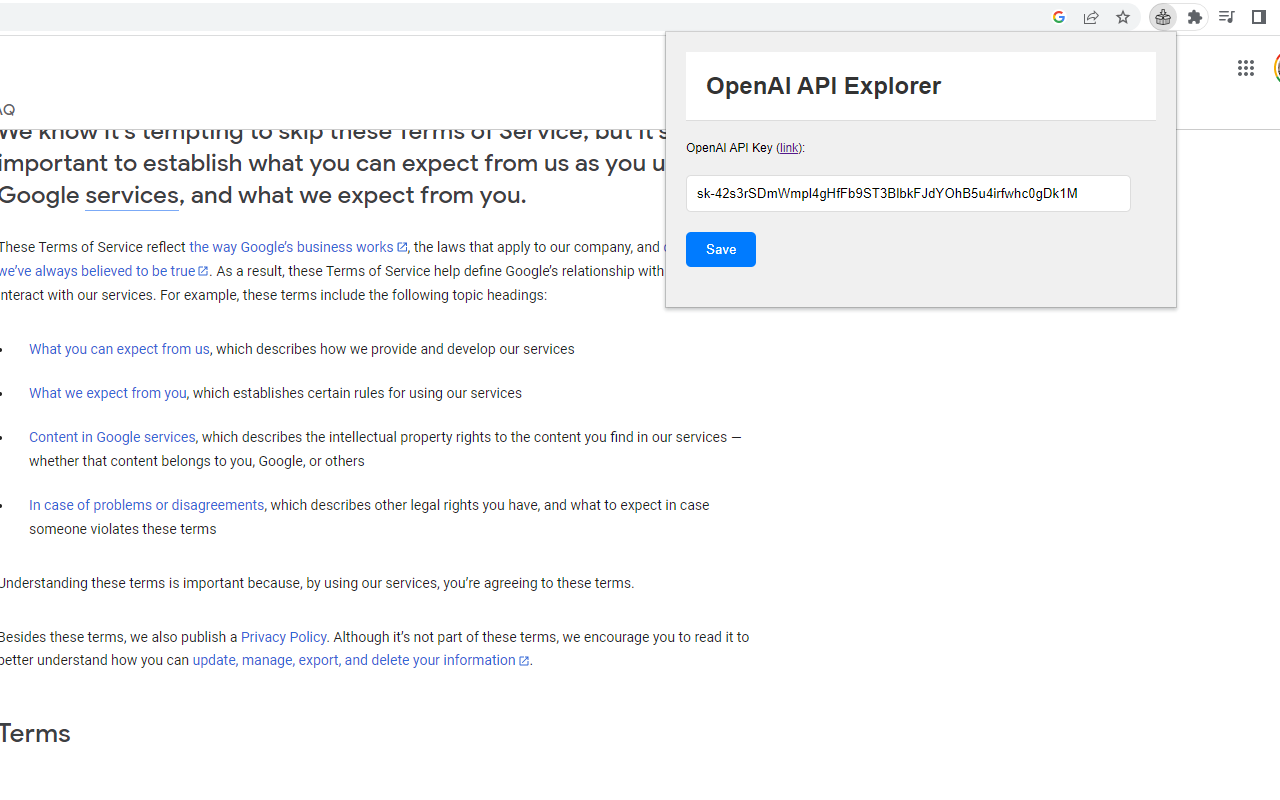 OpenAI API Explorer
OpenAI API Key (link):
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
Save
AQ
We know it's tempting to skip these Terms of Service, but it's
important to establish what you can expect from us as you u
Google services, and what we expect from you.
These Terms of Service reflect the way Google's business works, the laws that apply to our company, and
we've always believed to be true. As a result, these Terms of Service help define Google's relationship with
interact with our services. For example, these terms include the following topic headings:
• What you can expect from us, which describes how we provide and develop our services
• What we expect from you, which establishes certain rules for using our services
• Content in Google services, which describes the intellectual property rights to the content you find in our services —
whether that content belongs to you, Google, or others
• In case of problems or disagreements, which describes other legal rights you have, and what to expect in case
someone violates these terms
Understanding these terms is important because, by using our services, you're agreeing to these terms.
Besides these terms, we also publish a Privacy Policy. Although it's not part of these terms, we encourage you to read it to
better understand how you can update, manage, export, and delete your information.
Terms